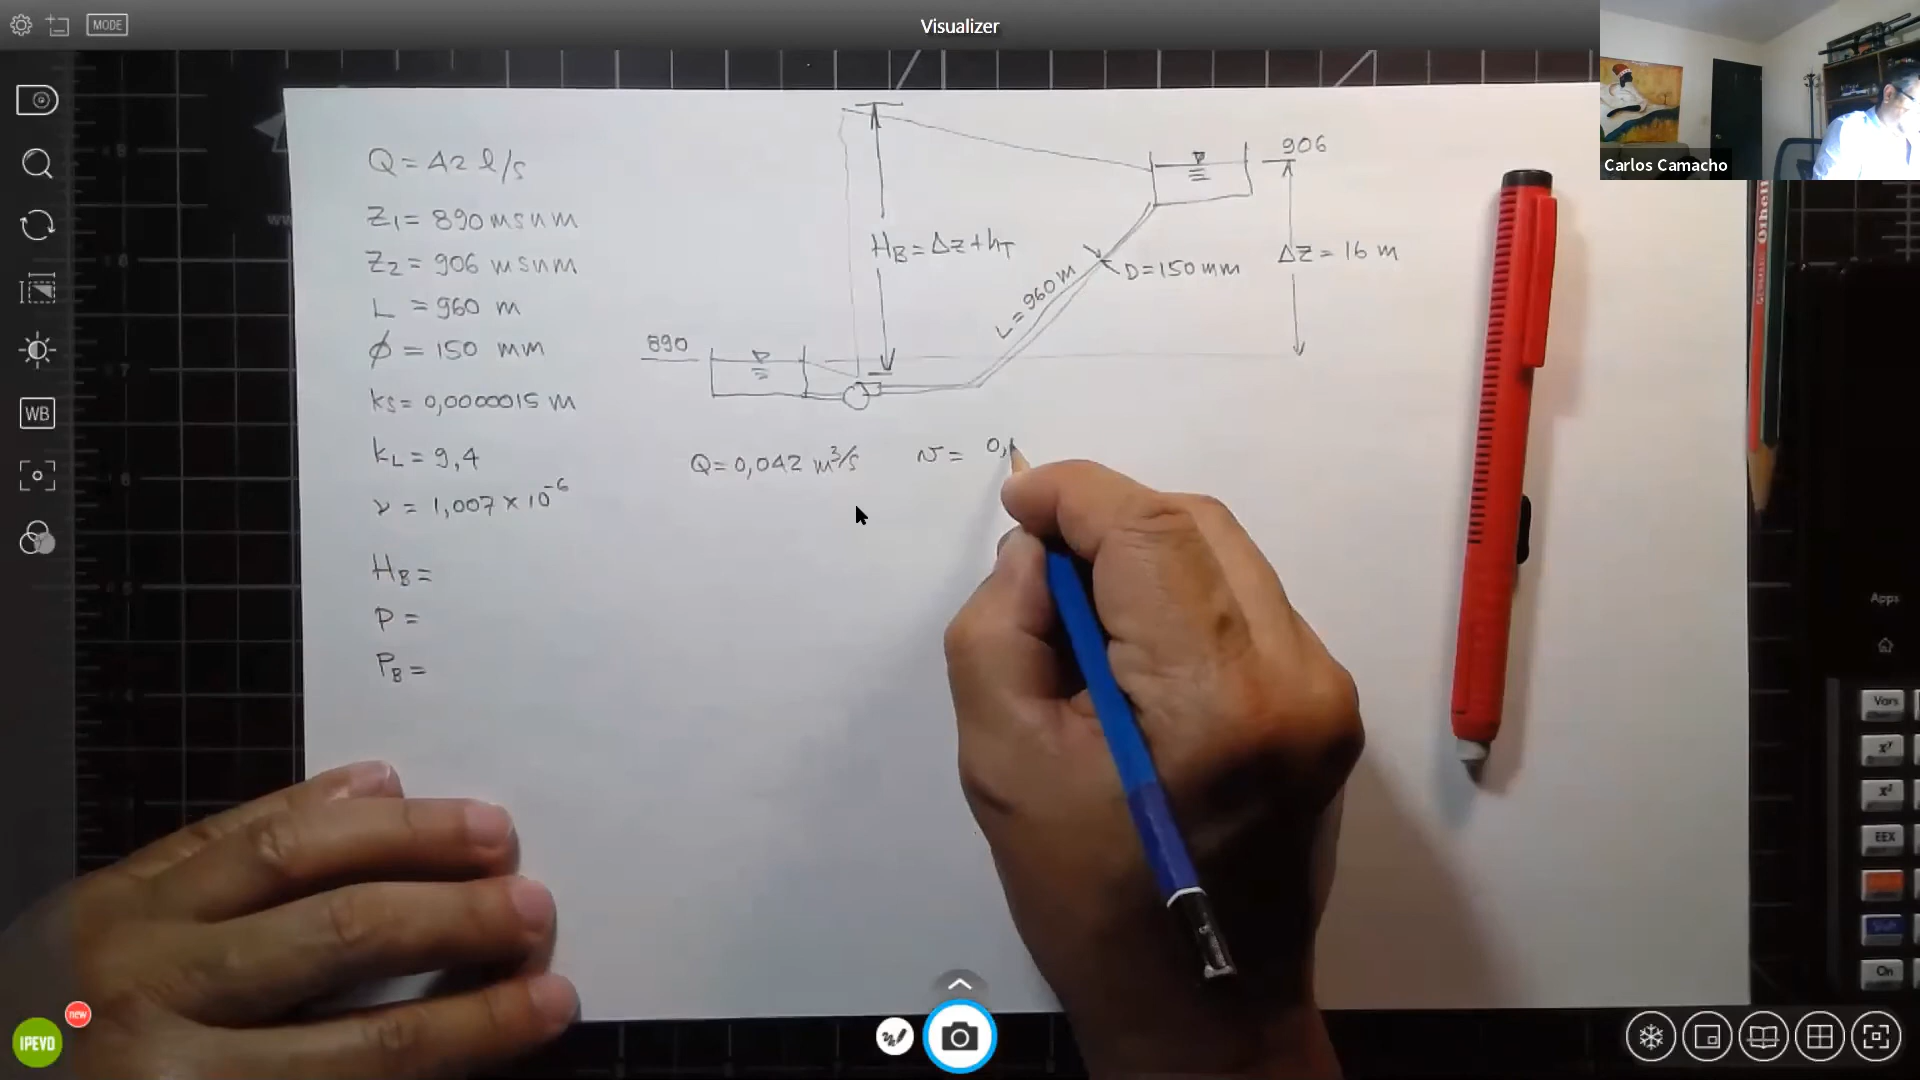 MODE
Visualizer
Carlos Camacho
WB
Q = 42 l/s
Z1 = 890 msnm
Z2 = 906 msnm
L = 960 m
ϕ = 150 mm
ks = 0,0000015 m
kL = 9,4
ν = 1,007 × 10^-6
HB =
P =
PB =
906
HB = Δz + hT
Δz = 16 m
D = 150 mm
L = 960 m
890
Q = 0,042 m³/s
v = 0,
Apps
Vars
EEX
On
new
IPEVO